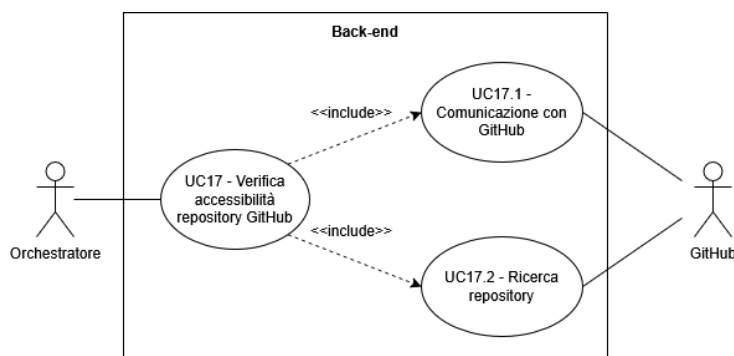 Back-end
UC17.1 -
Comunicazione con
GitHub
<<include>>
UC17 - Verifica
accessibilità
repository GitHub
Orchestratore
GitHub
<<include>>
UC17.2 - Ricerca
repository